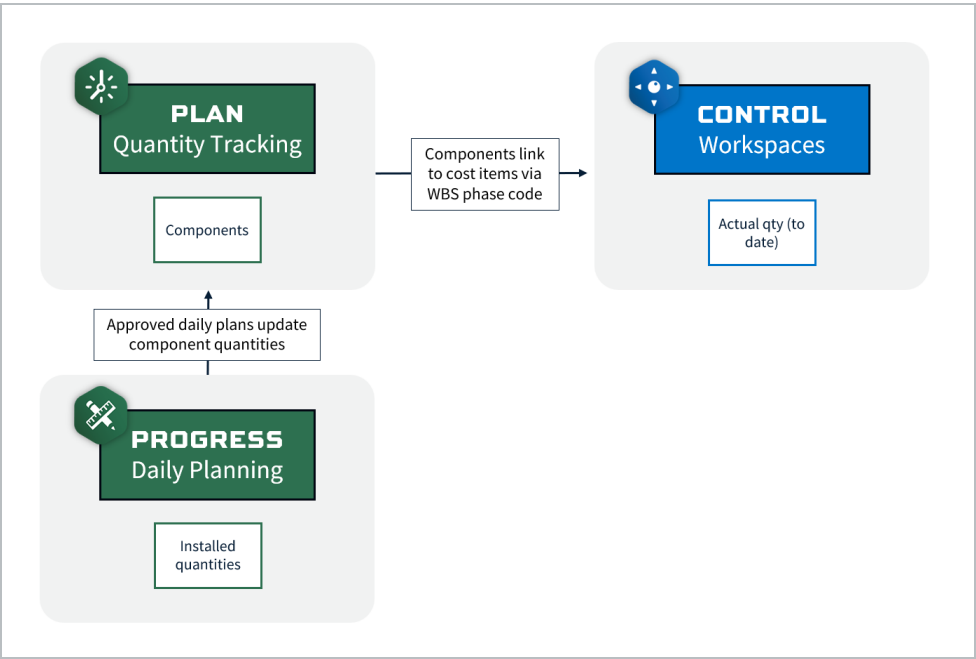 PLAN
Quantity Tracking
Components
Components link
to cost items via
WBS phase code
CONTROL
Workspaces
Actual qty (to
date)
Approved daily plans update
component quantities
PROGRESS
Daily Planning
Installed
quantities